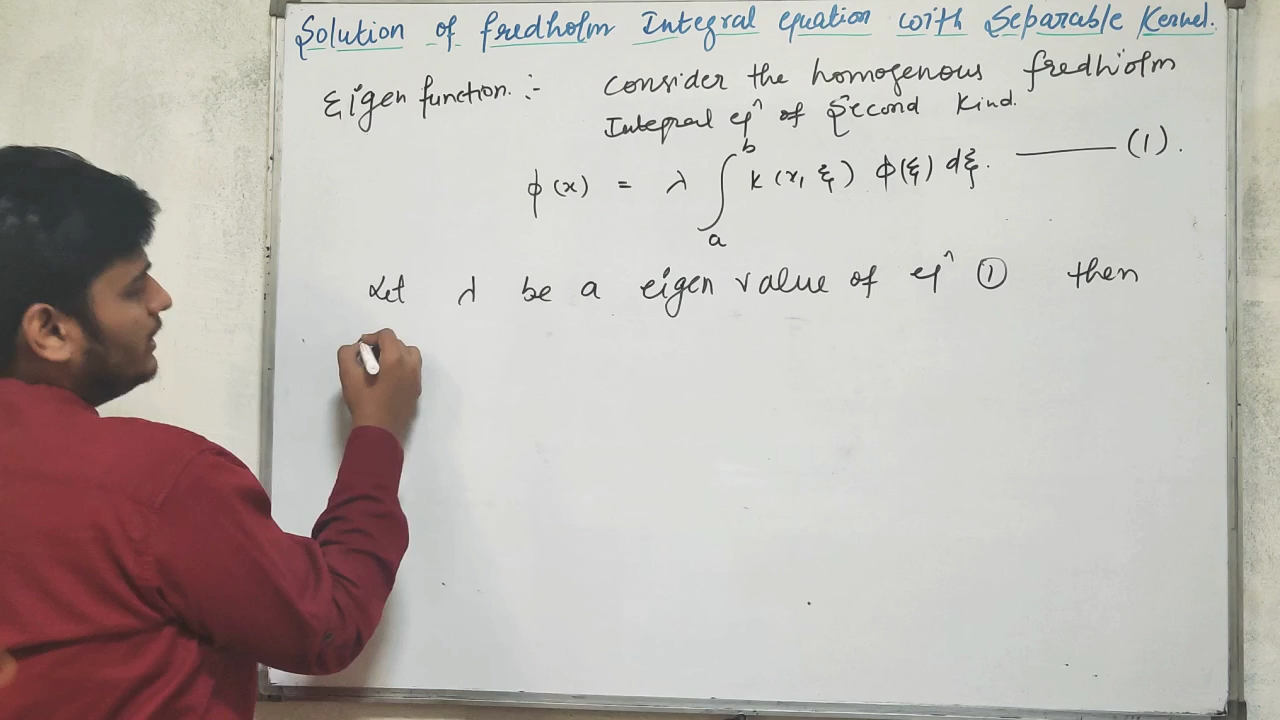 Solution of fredholm Integral equation with Separable Kernel.
Eigen function :- Consider the homogenous fredholm
Integral eqⁿ of Second Kind.
ϕ(x) = λ ∫ₐᵇ K(x, ξ) ϕ(ξ) dξ. ——— (1).
Let λ be a eigen value of eqⁿ ① then